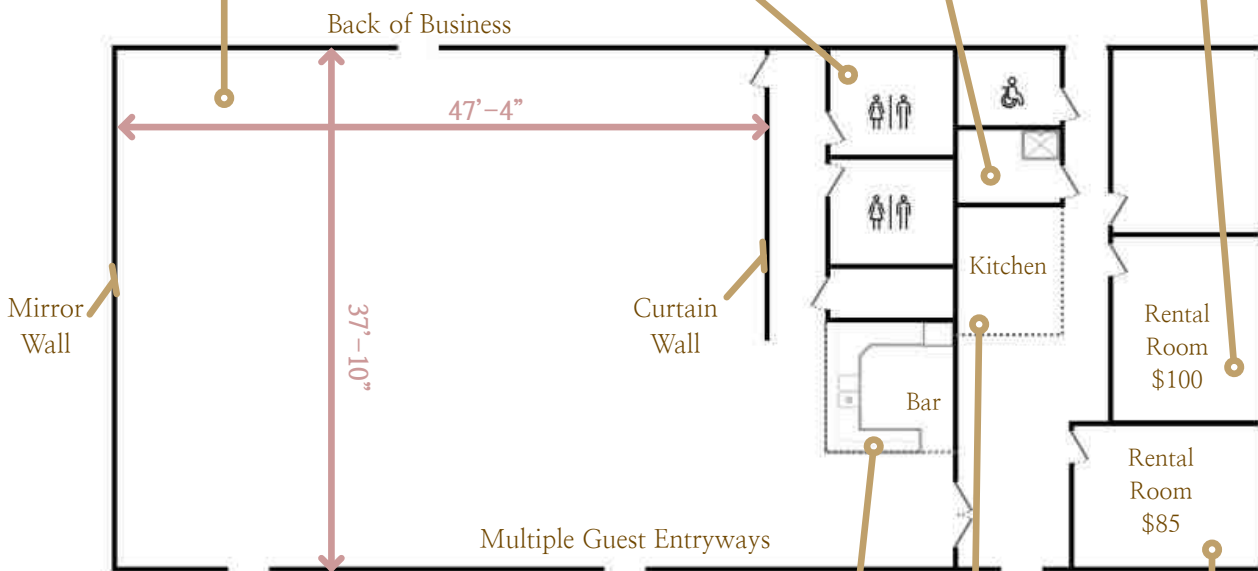 Back of Business
47’-4”
37’-10”
Mirror
Wall
Curtain
Wall
Kitchen
Bar
Rental
Room
$100
Rental
Room
$85
Multiple Guest Entryways